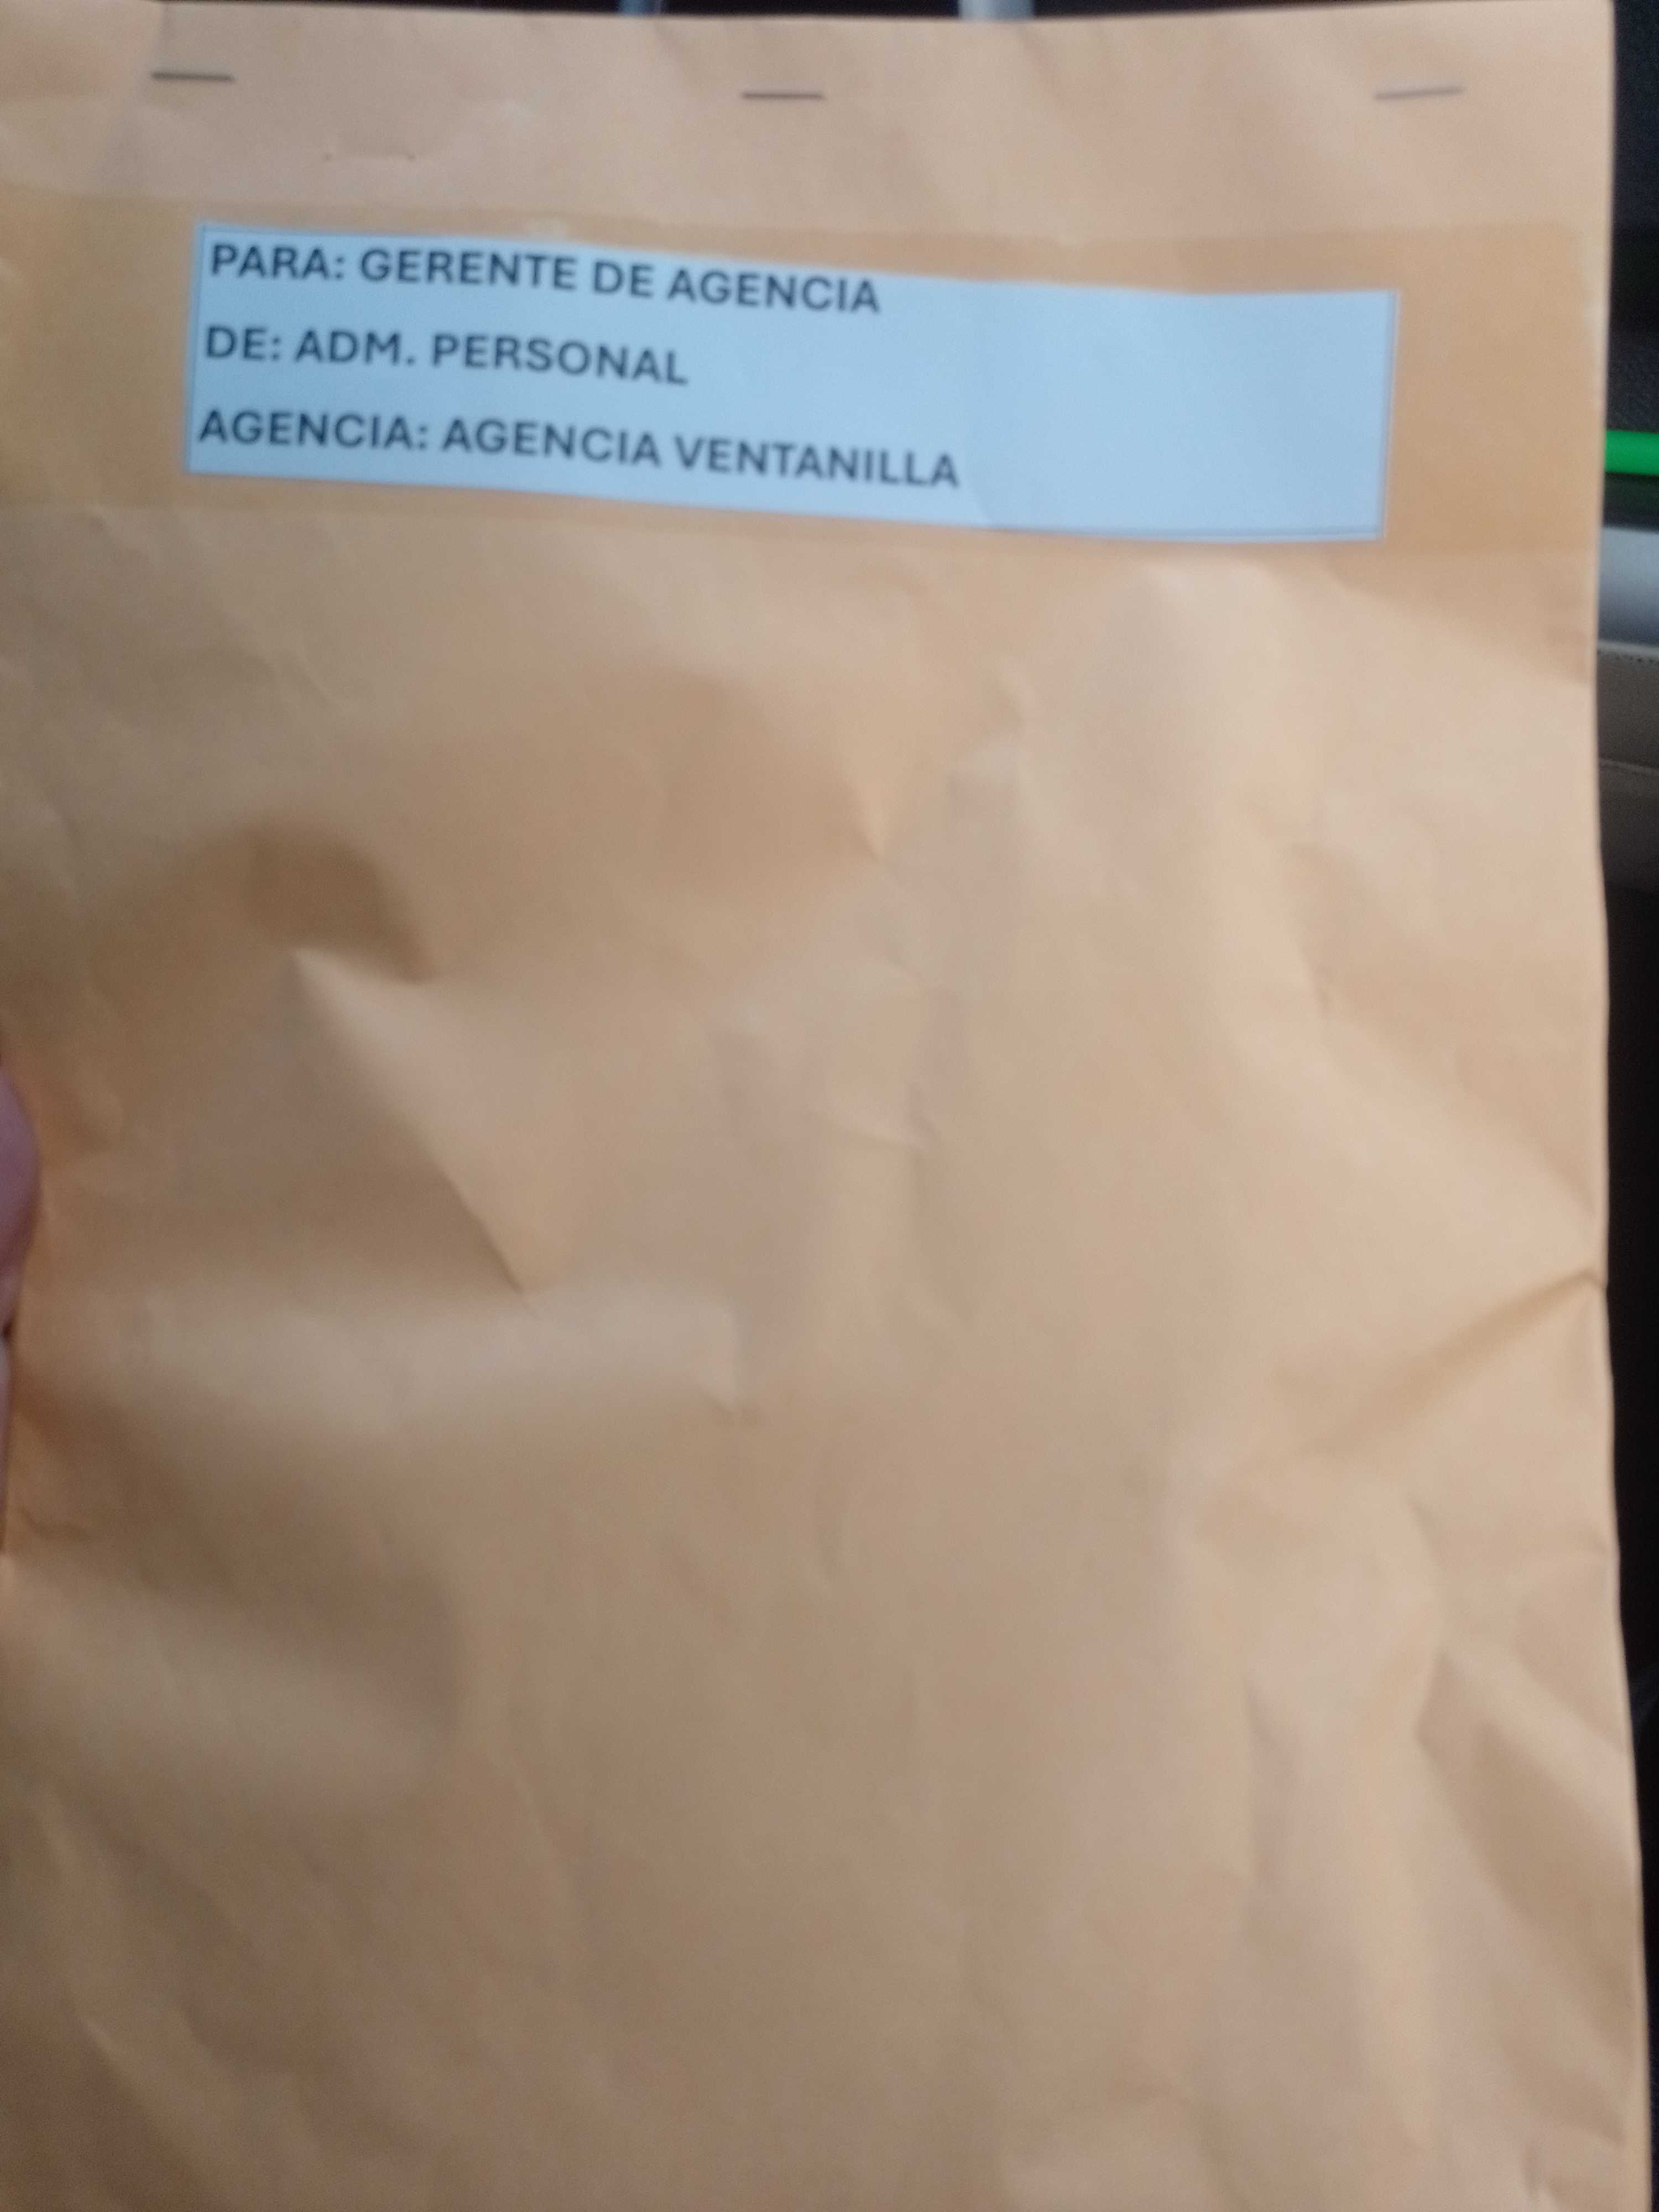 PARA: GERENTE DE AGENCIA
DE: ADM. PERSONAL
AGENCIA: AGENCIA VENTANILLA